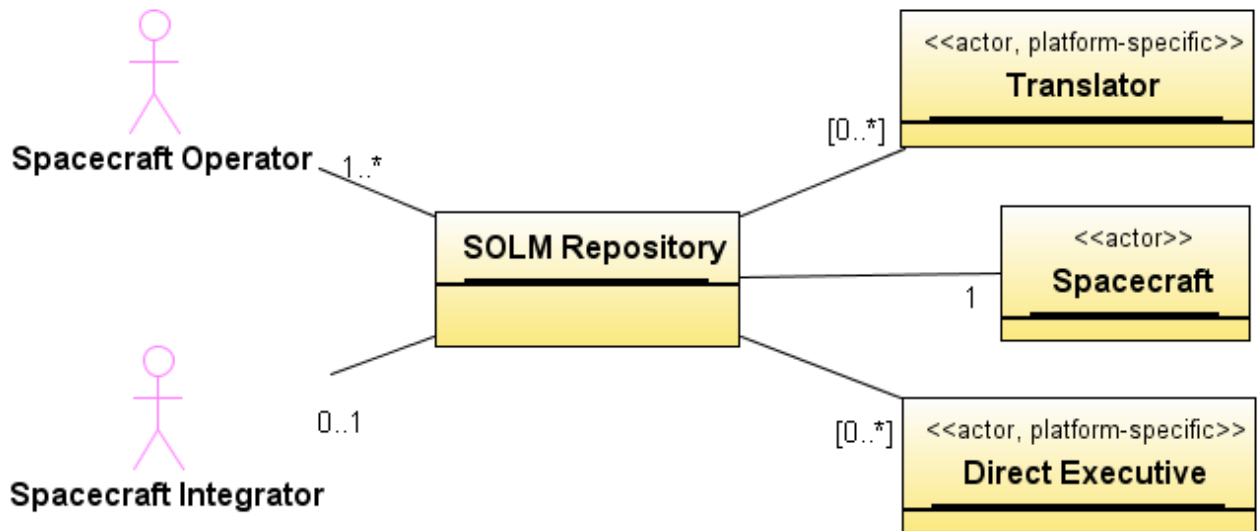 <<actor, platform-specific>>
Translator
[0..*]
Spacecraft Operator
1..*
SOLM Repository
<<actor>>
Spacecraft
1
0..1
[0..*]
<<actor, platform-specific>>
Direct Executive
Spacecraft Integrator